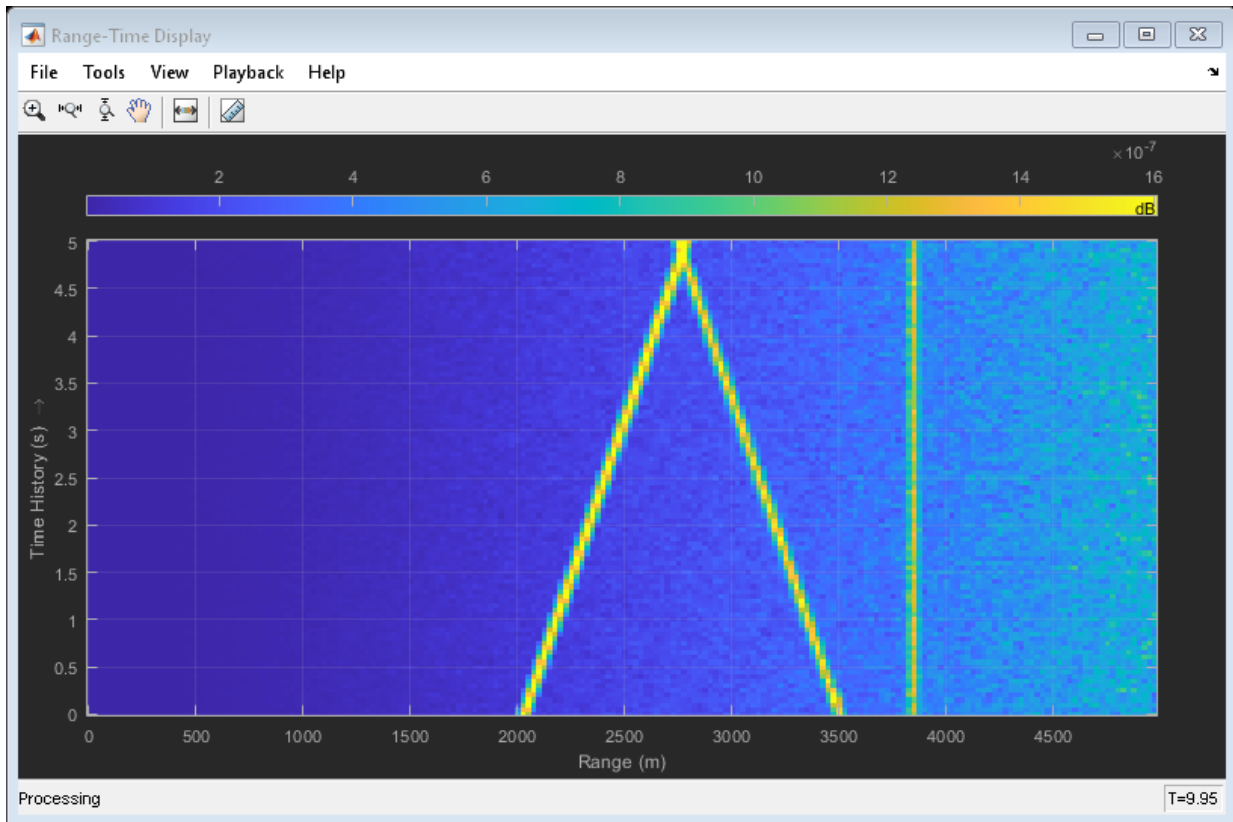 Range-Time Display
File Tools View Playback Help
×10-7
2 4 6 8 10 12 14 16
dB
5
4.5
4
3.5
3
2.5
2
1.5
1
0.5
0
Time History (s) →
0 500 1000 1500 2000 2500 3000 3500 4000 4500
Range (m)
Processing T=9.95